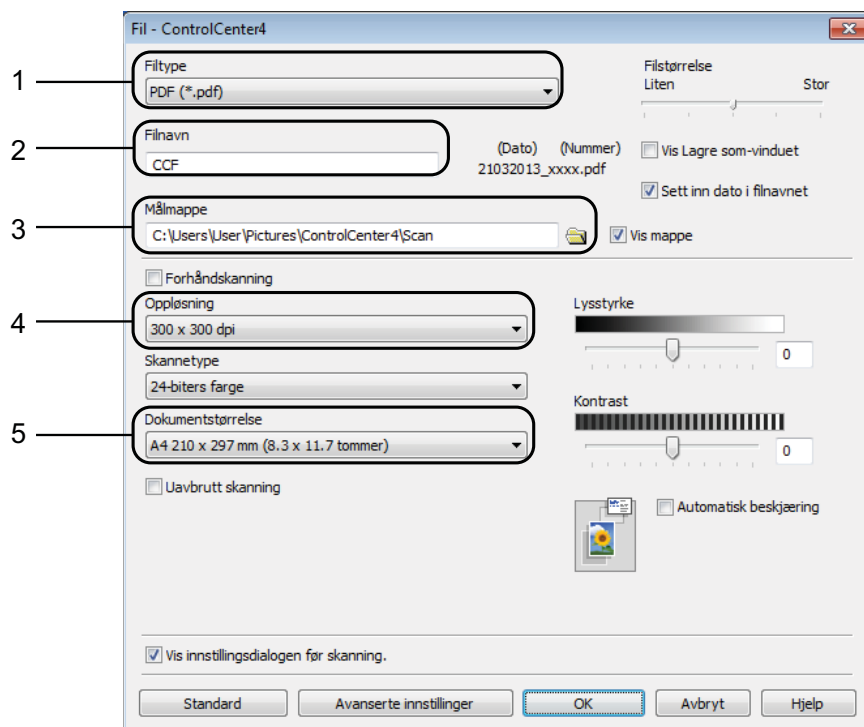 Fil - ControlCenter4
1
Filtype
PDF (*.pdf)
Filstørrelse
Liten Stor
2
Filnavn
CCF
(Dato) (Nummer)
21032013_xxxx.pdf
Vis Lagre som-vinduet
Sett inn dato i filnavnet
3
Målmappe
C:\Users\User\Pictures\ControlCenter4\Scan
Vis mappe
Forhåndskanning
4
Oppløsning
300 x 300 dpi
Lysstyrke
0
Skannetype
24-biters farge
Kontrast
0
5
Dokumentstørrelse
A4 210 x 297 mm (8.3 x 11.7 tommer)
Uavbrutt skanning
Automatisk beskjæring
Vis innstillingsdialogen før skanning.
Standard Avanserte innstillinger OK Avbryt Hjelp